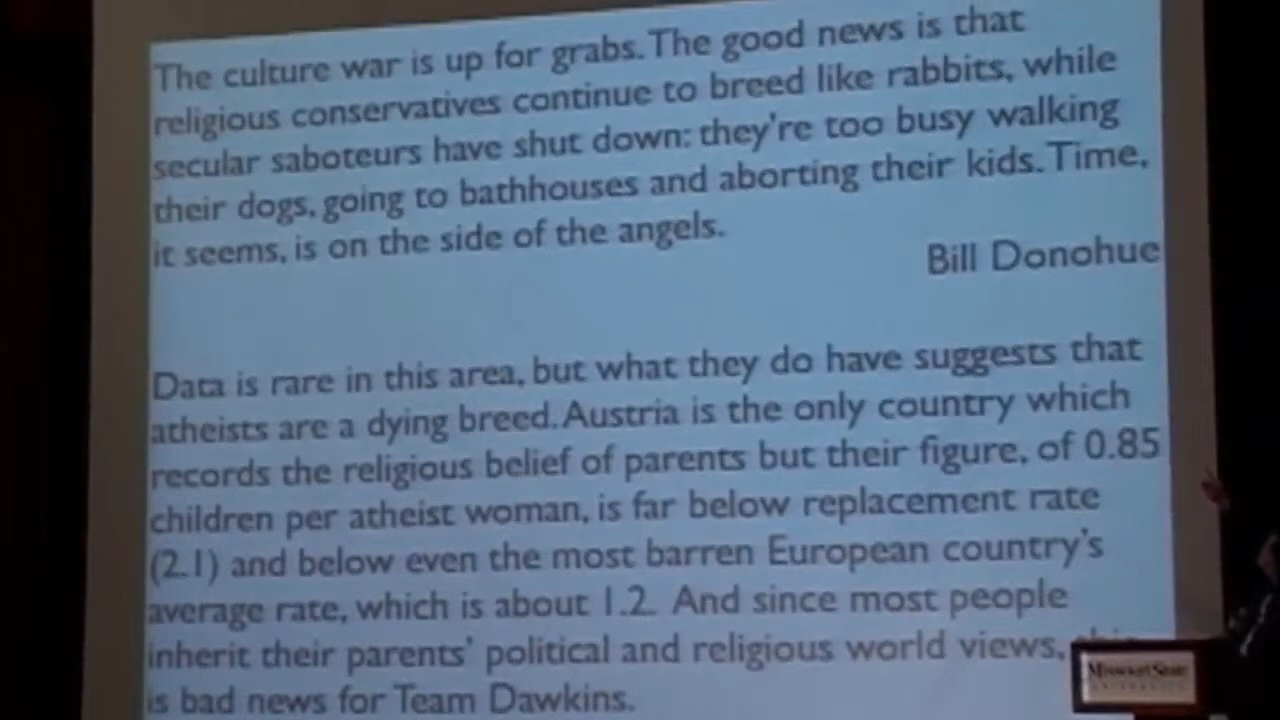 The culture war is up for grabs. The good news is that
religious conservatives continue to breed like rabbits, while
secular saboteurs have shut down: they're too busy walking
their dogs, going to bathhouses and aborting their kids. Time,
it seems, is on the side of the angels.
Bill Donohue
Data is rare in this area, but what they do have suggests that
atheists are a dying breed. Austria is the only country which
records the religious belief of parents but their figure, of 0.85
children per atheist woman, is far below replacement rate
(2.1) and below even the most barren European country's
average rate, which is about 1.2. And since most people
inherit their parents' political and religious world views,
is bad news for Team Dawkins.
Missouri State
UNIVERSITY